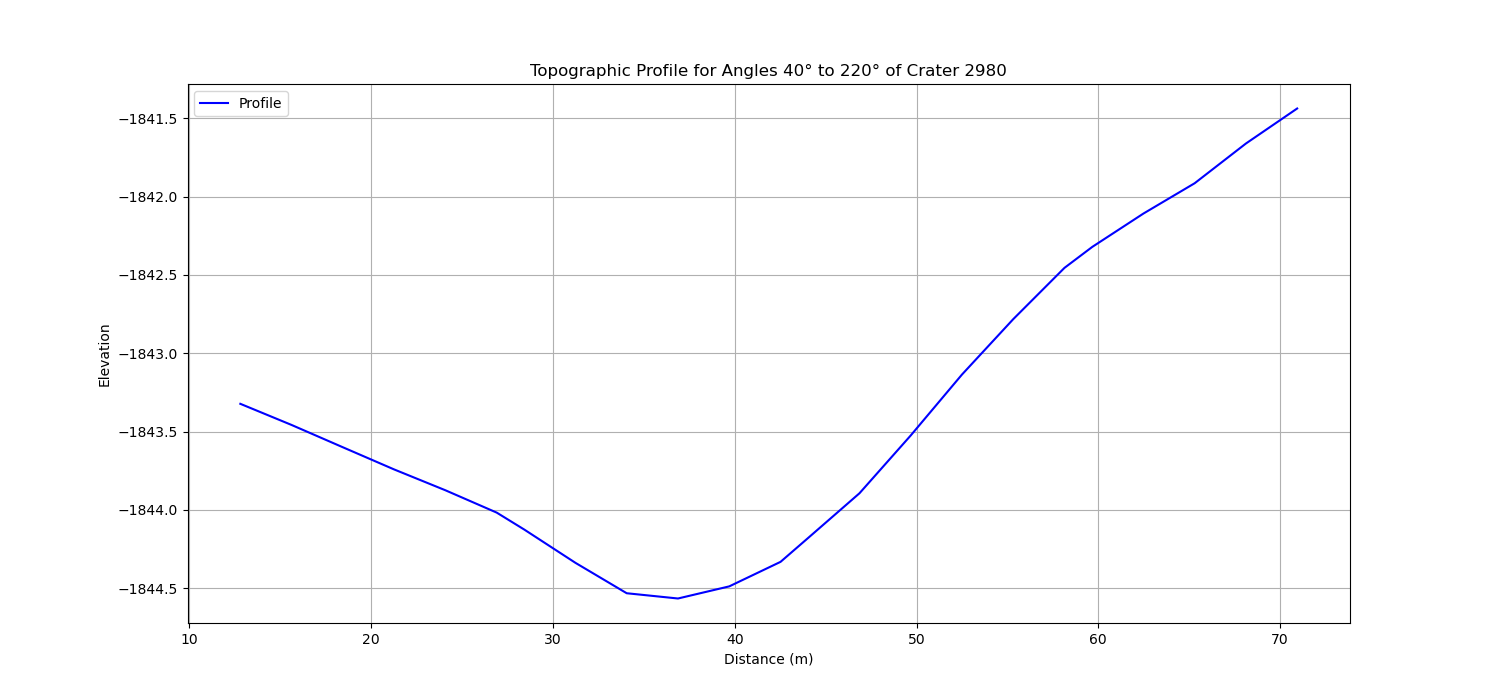 Topographic Profile for Angles 40° to 220° of Crater 2980
Profile
−1841.5
−1842.0
−1842.5
−1843.0
−1843.5
−1844.0
−1844.5
Elevation
10 20 30 40 50 60 70
Distance (m)